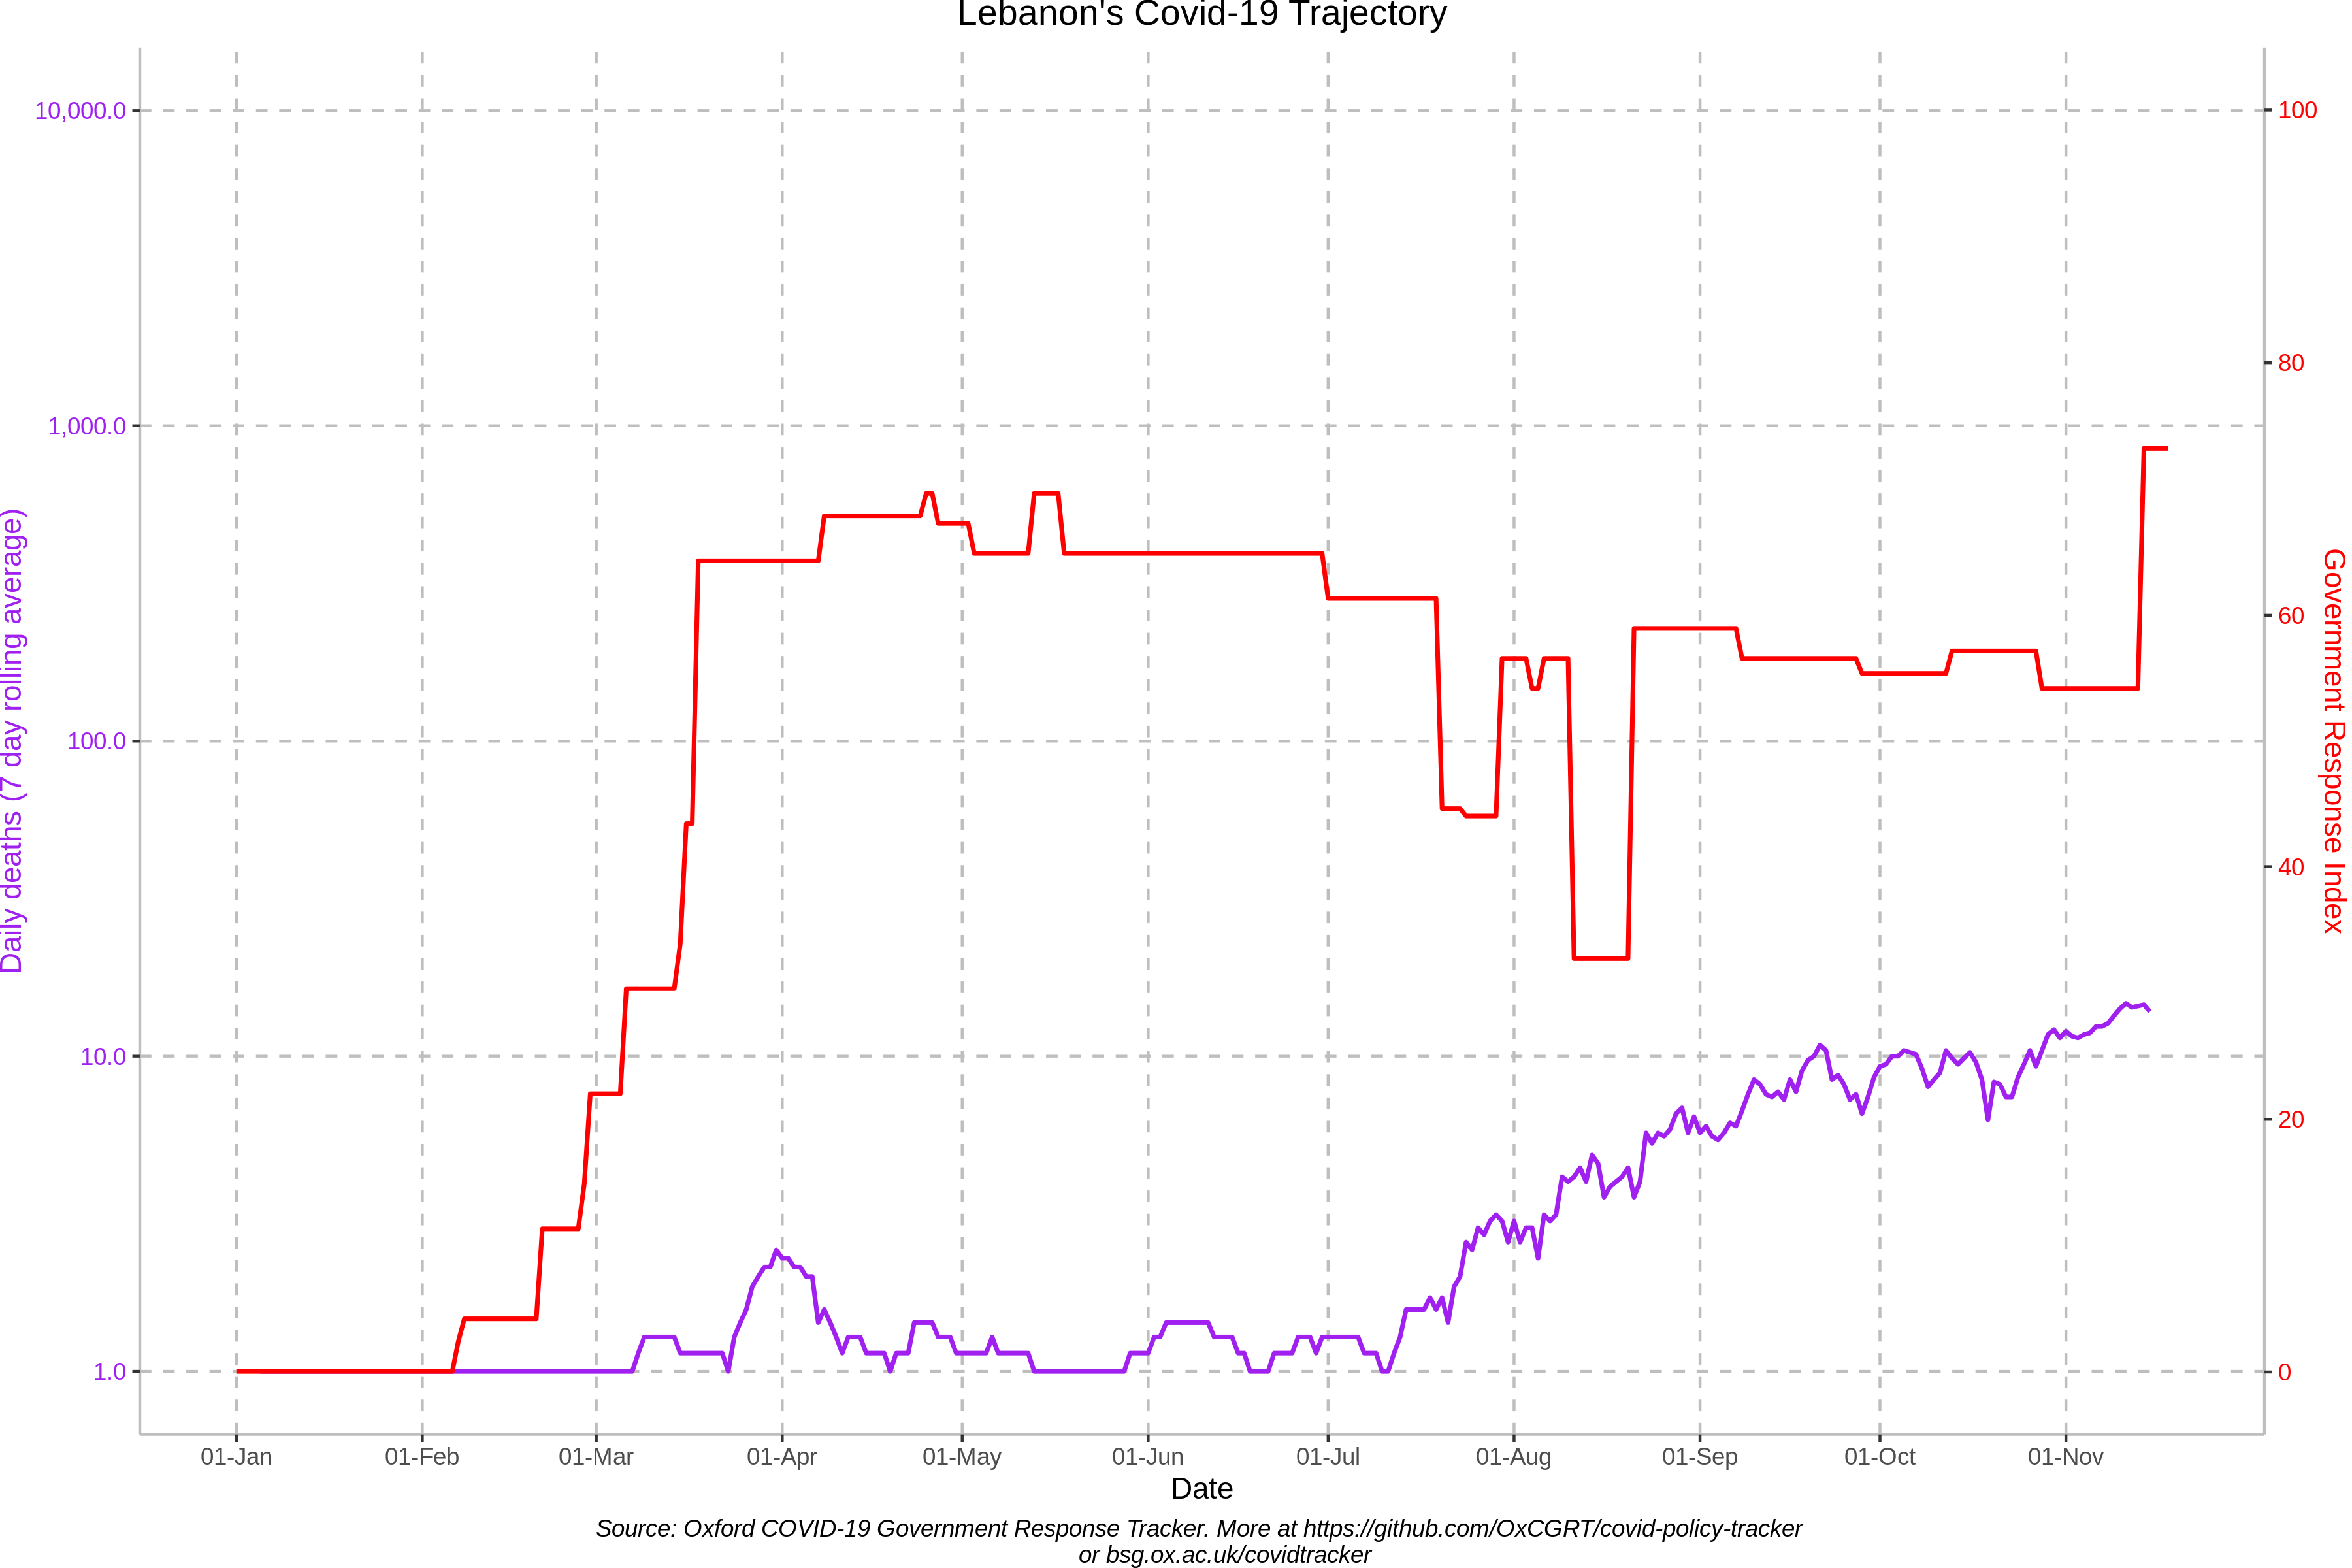 Lebanon's Covid-19 Trajectory
10,000.0
1,000.0
100.0
10.0
1.0
Daily deaths (7 day rolling average)
100
80
60
40
20
0
Government Response Index
01-Jan
01-Feb
01-Mar
01-Apr
01-May
01-Jun
01-Jul
01-Aug
01-Sep
01-Oct
01-Nov
Date
Source: Oxford COVID-19 Government Response Tracker. More at https://github.com/OxCGRT/covid-policy-tracker
or bsg.ox.ac.uk/covidtracker